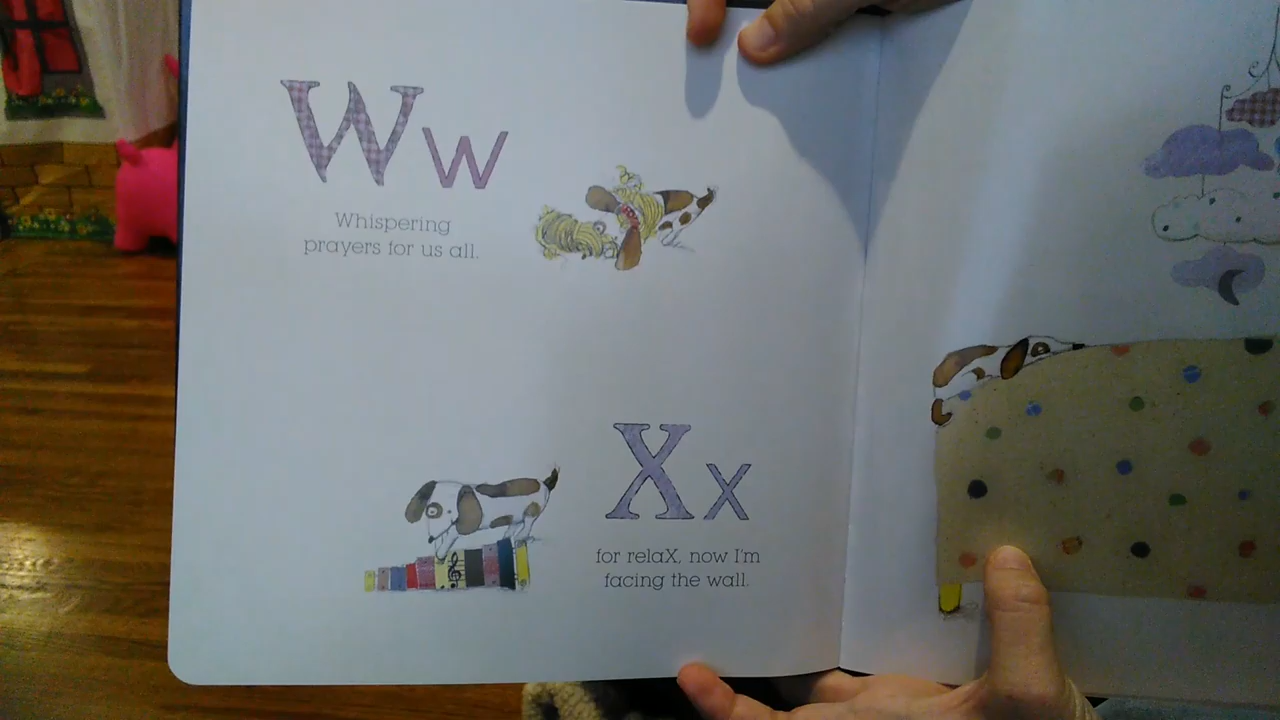 Ww
Whispering
prayers for us all.
Xx
for relaX, now I'm
facing the wall.